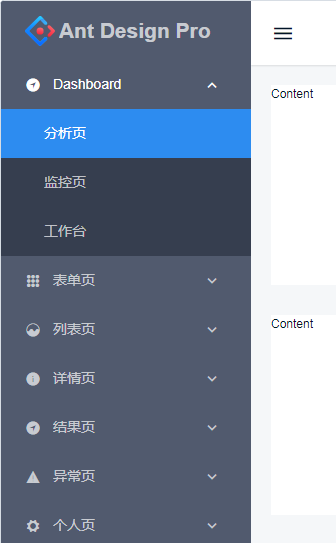 Ant Design Pro
Dashboard
分析页
监控页
工作台
表单页
列表页
详情页
结果页
异常页
个人页
Content
Content